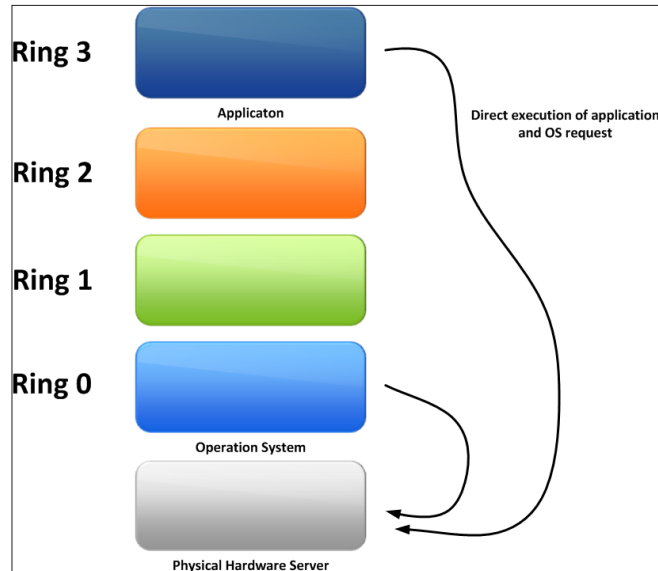 Ring 3
Applicaton
Direct execution of application
and OS request
Ring 2
Ring 1
Ring 0
Operation System
Physical Hardware Server